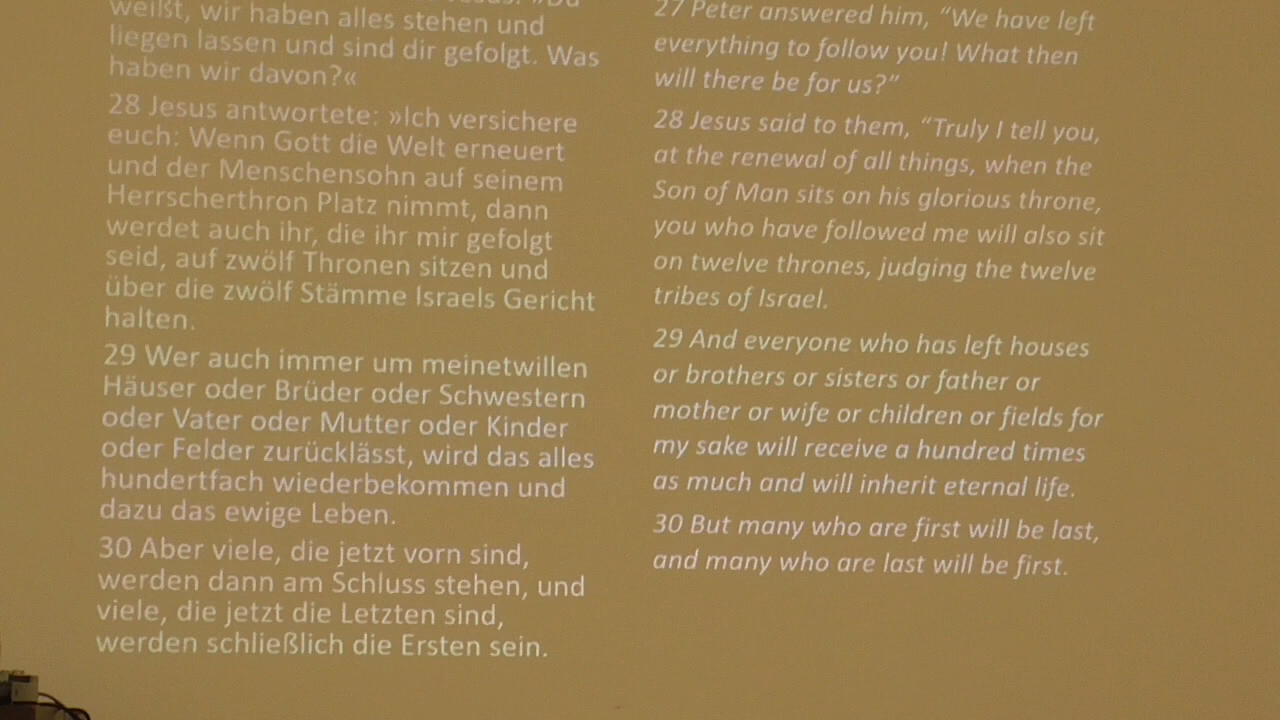 weißt, wir haben alles stehen und
liegen lassen und sind dir gefolgt. Was
haben wir davon?«
28 Jesus antwortete: »Ich versichere
euch: Wenn Gott die Welt erneuert
und der Menschensohn auf seinem
Herrscherthron Platz nimmt, dann
werdet auch ihr, die ihr mir gefolgt
seid, auf zwölf Thronen sitzen und
über die zwölf Stämme Israels Gericht
halten.
29 Wer auch immer um meinetwillen
Häuser oder Brüder oder Schwestern
oder Vater oder Mutter oder Kinder
oder Felder zurücklässt, wird das alles
hundertfach wiederbekommen und
dazu das ewige Leben.
30 Aber viele, die jetzt vorn sind,
werden dann am Schluss stehen, und
viele, die jetzt die Letzten sind,
werden schließlich die Ersten sein.
27 Peter answered him, “We have left
everything to follow you! What then
will there be for us?”
28 Jesus said to them, “Truly I tell you,
at the renewal of all things, when the
Son of Man sits on his glorious throne,
you who have followed me will also sit
on twelve thrones, judging the twelve
tribes of Israel.
29 And everyone who has left houses
or brothers or sisters or father or
mother or wife or children or fields for
my sake will receive a hundred times
as much and will inherit eternal life.
30 But many who are first will be last,
and many who are last will be first.